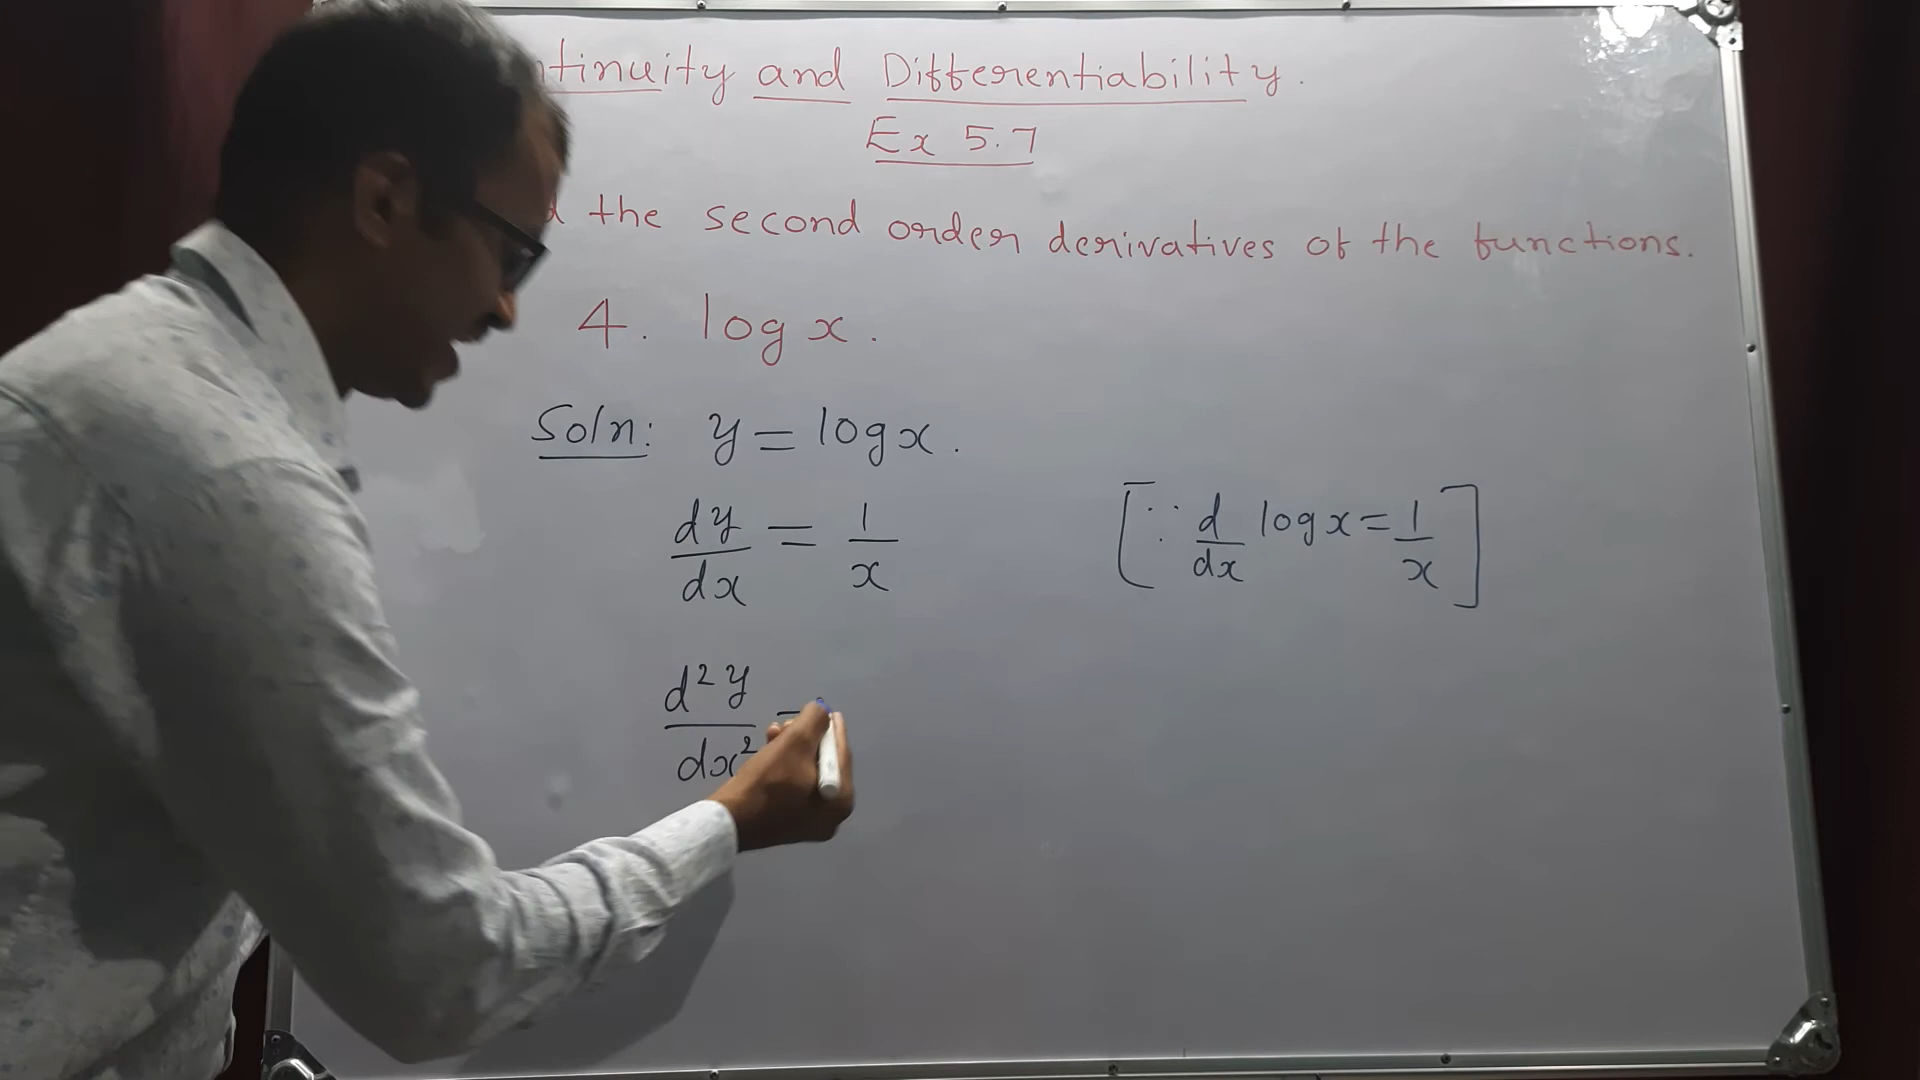 and Differentiability.
Ex 5.7
the second order derivatives of the functions.
4. log x.
Soln: y = log x.
dy/dx = 1/x [∵ d/dx log x = 1/x]
d²y/dx² =